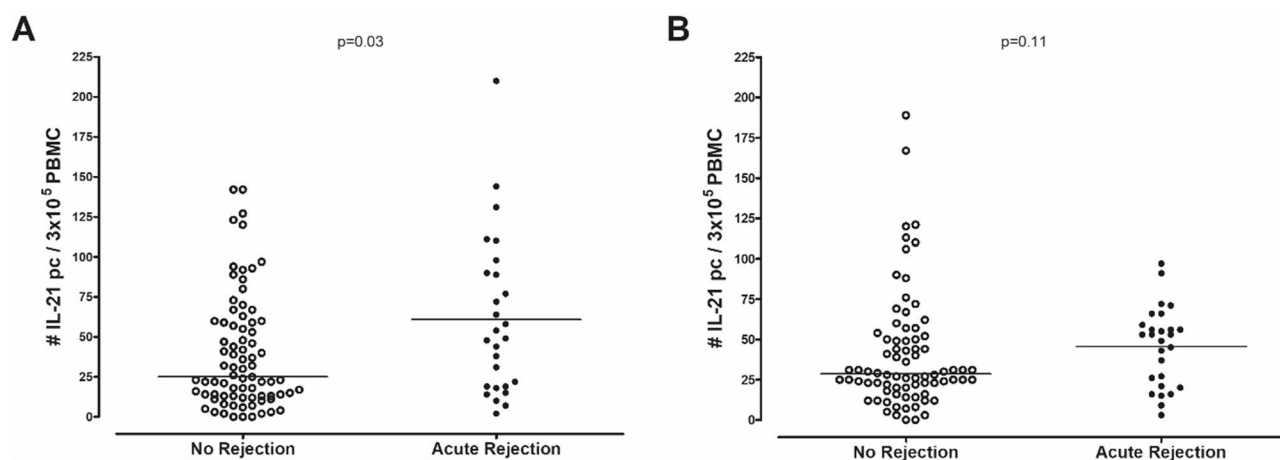 A
p=0.03
# IL-21 pc / 3x10⁵ PBMC
225
200
175
150
125
100
75
50
25
0
No Rejection
Acute Rejection
B
p=0.11
# IL-21 pc / 3x10⁵ PBMC
225
200
175
150
125
100
75
50
25
0
No Rejection
Acute Rejection